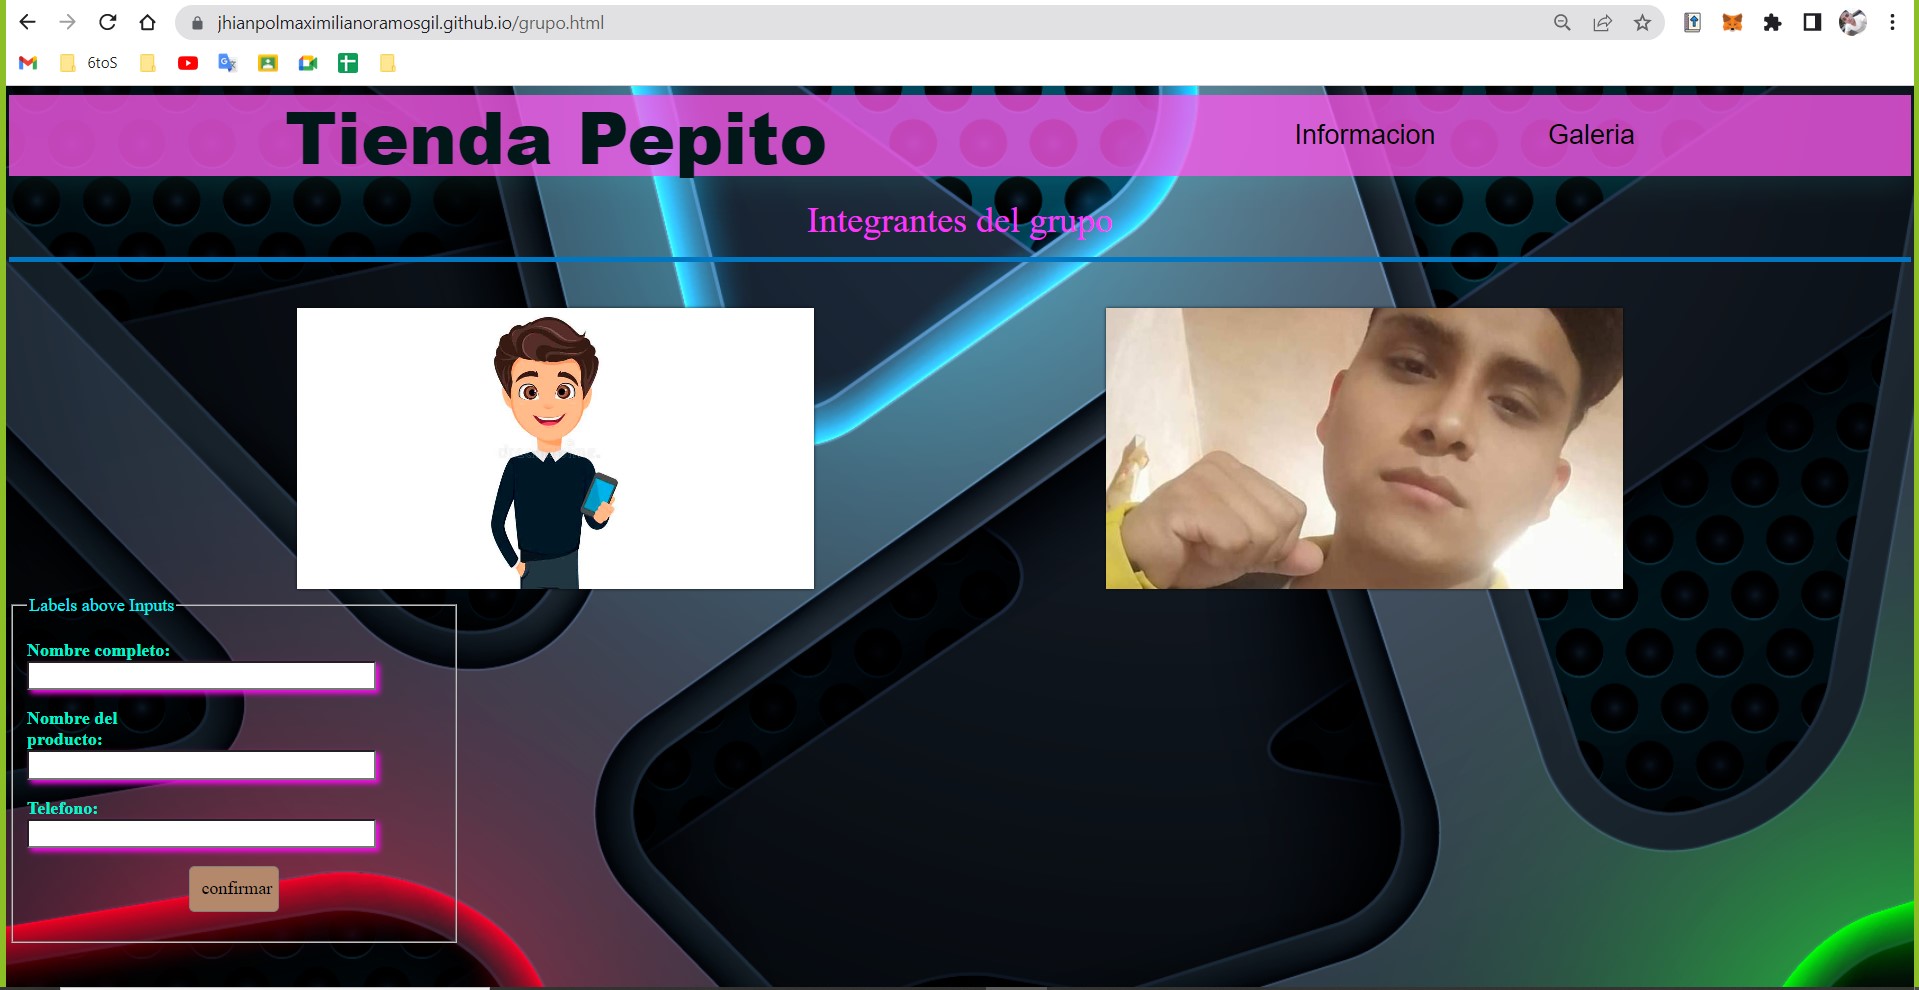 jhianpolmaximilianoramosgil.github.io/grupo.html
6toS
Tienda Pepito
Informacion
Galeria
Integrantes del grupo
Labels above Inputs
Nombre completo:
Nombre del
producto:
Telefono:
confirmar